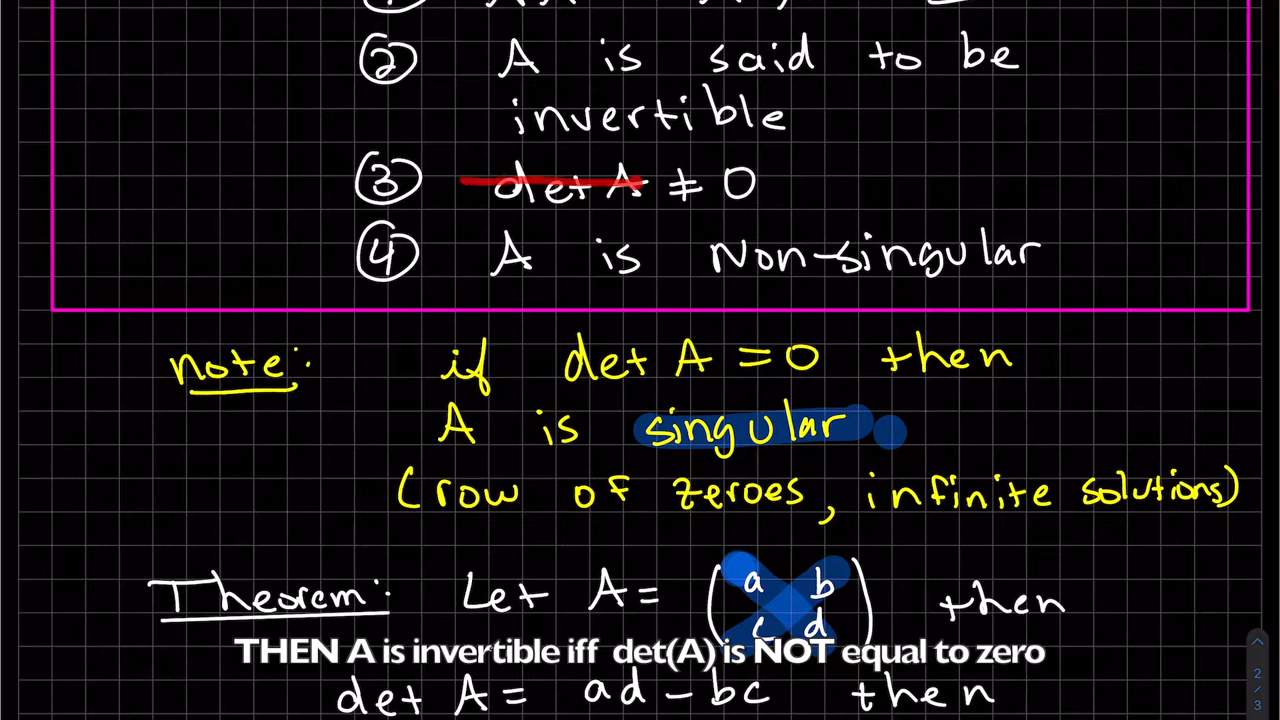 ② A is said to be
invertible
③ det A ≠ 0
④ A is Non-singular
note: if det A = 0 then
A is singular
(row of zeroes, infinite solutions)
Theorem: Let A = (a b
c d) then
THEN A is invertible iff det(A) is NOT equal to zero
det A = ad - bc then
2
/
3